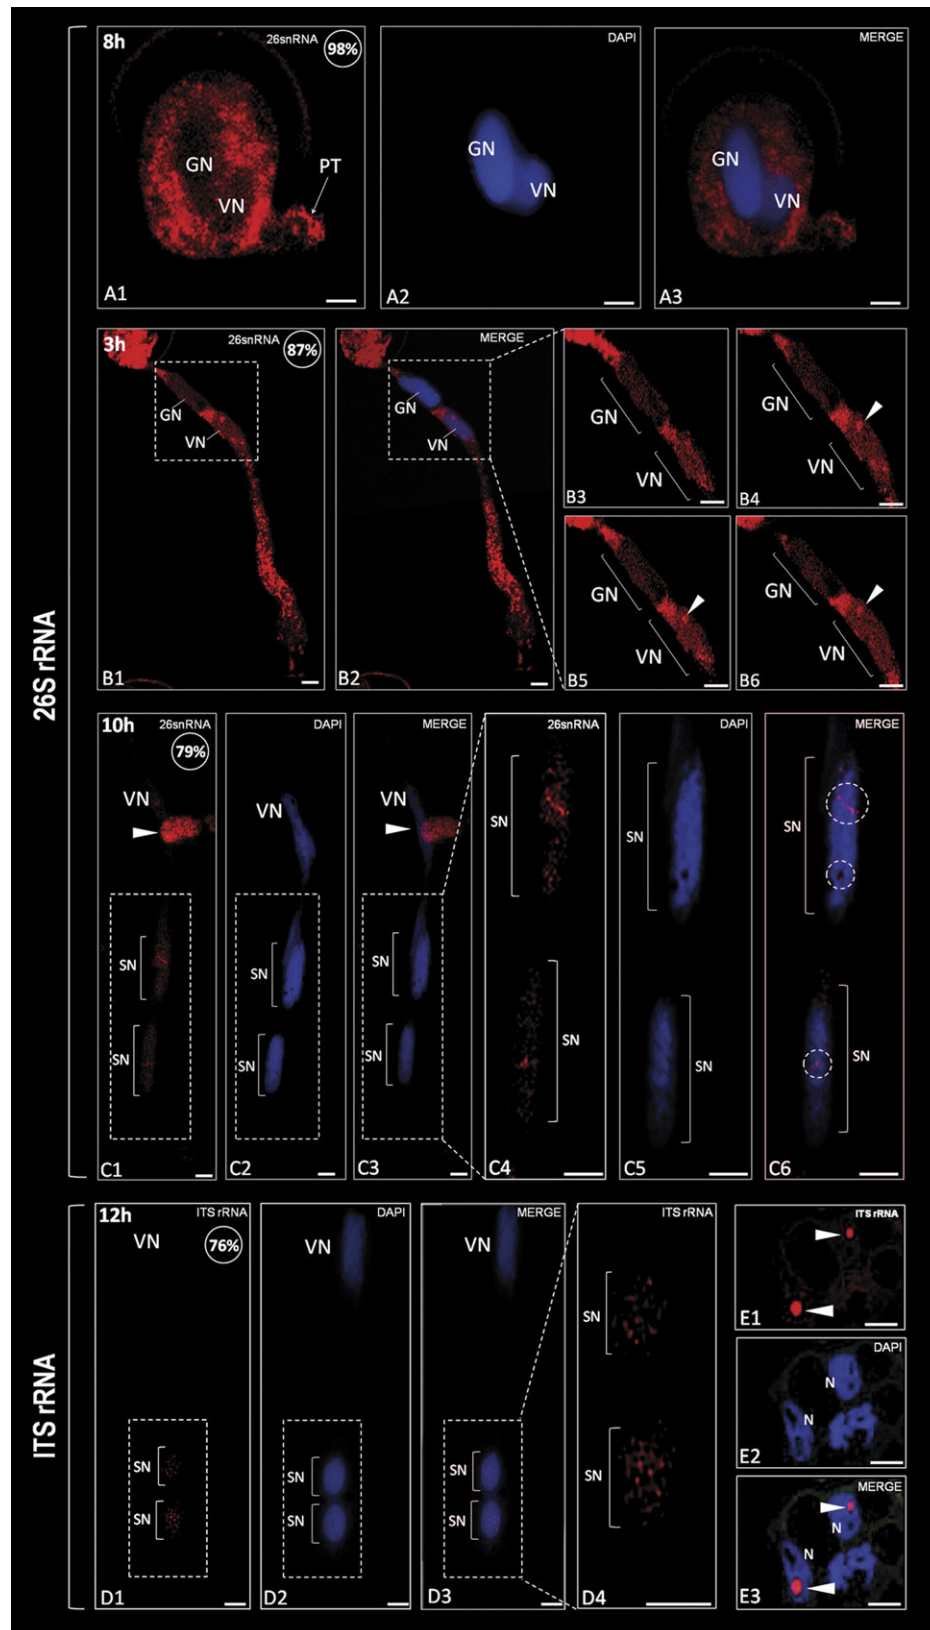 26S rRNA
8h 26snRNA 98%
GN
VN
PT
A1
DAPI
GN
VN
A2
MERGE
GN
VN
A3
3h 26snRNA 87%
GN
VN
B1
MERGE
GN
VN
B2
GN
VN
B3
GN
VN
B4
GN
VN
B5
GN
VN
B6
10h 26snRNA
79%
VN
SN
SN
C1
DAPI
VN
SN
SN
C2
MERGE
VN
SN
SN
C3
26snRNA
SN
SN
C4
DAPI
SN
SN
C5
MERGE
SN
SN
C6
ITS rRNA
12h ITS rRNA
VN 76%
SN
SN
D1
DAPI
VN
SN
SN
D2
MERGE
VN
SN
SN
D3
ITS rRNA
SN
SN
D4
ITS rRNA
E1
DAPI
N
N
E2
MERGE
N
N
E3